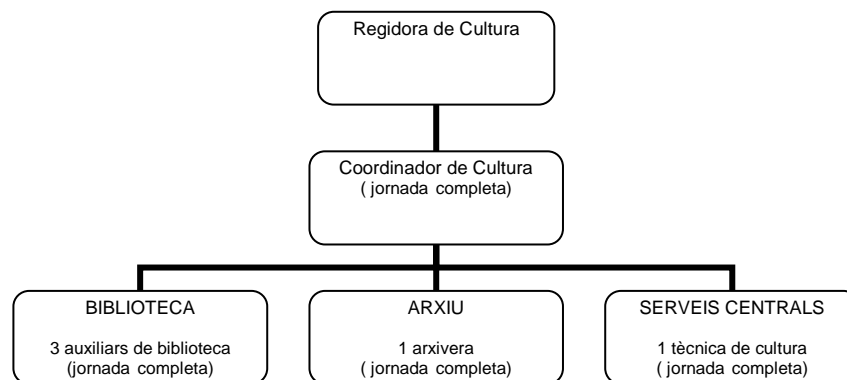 Regidora de Cultura
Coordinador de Cultura
( jornada completa)
BIBLIOTECA
3 auxiliars de biblioteca
(jornada completa)
ARXIU
1 arxivera
( jornada completa)
SERVEIS CENTRALS
1 tècnica de cultura
( jornada completa)